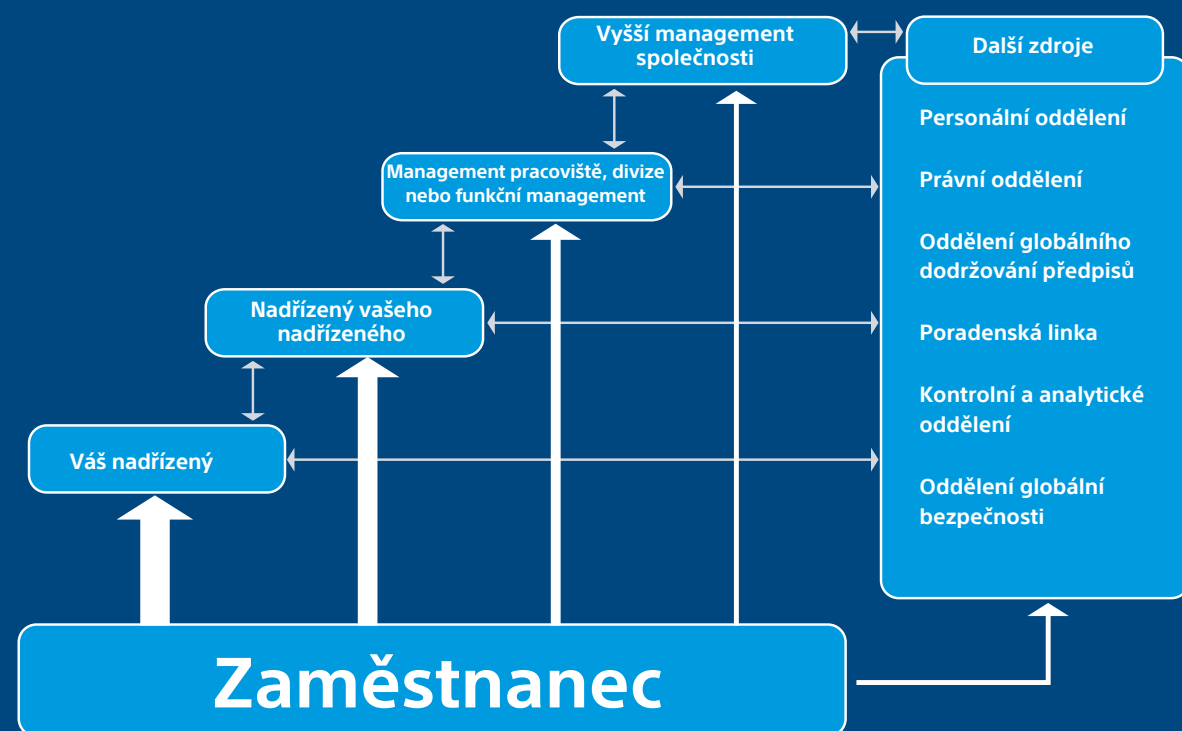 Vyšší management
společnosti
Další zdroje
Personální oddělení
Právní oddělení
Oddělení globálního
dodržování předpisů
Poradenská linka
Kontrolní a analytické
oddělení
Oddělení globální
bezpečnosti
Management pracoviště, divize
nebo funkční management
Nadřízený vašeho
nadřízeného
Váš nadřízený
Zaměstnanec